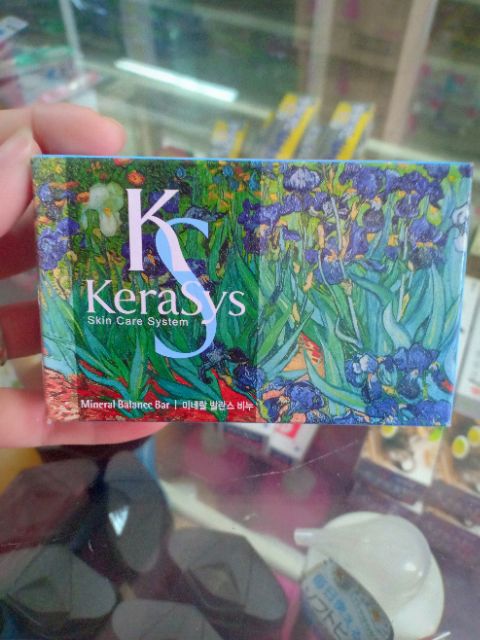 KS
KeraSys
Skin Care System
Mineral Balance Bar | 미네랄 발란스 비누